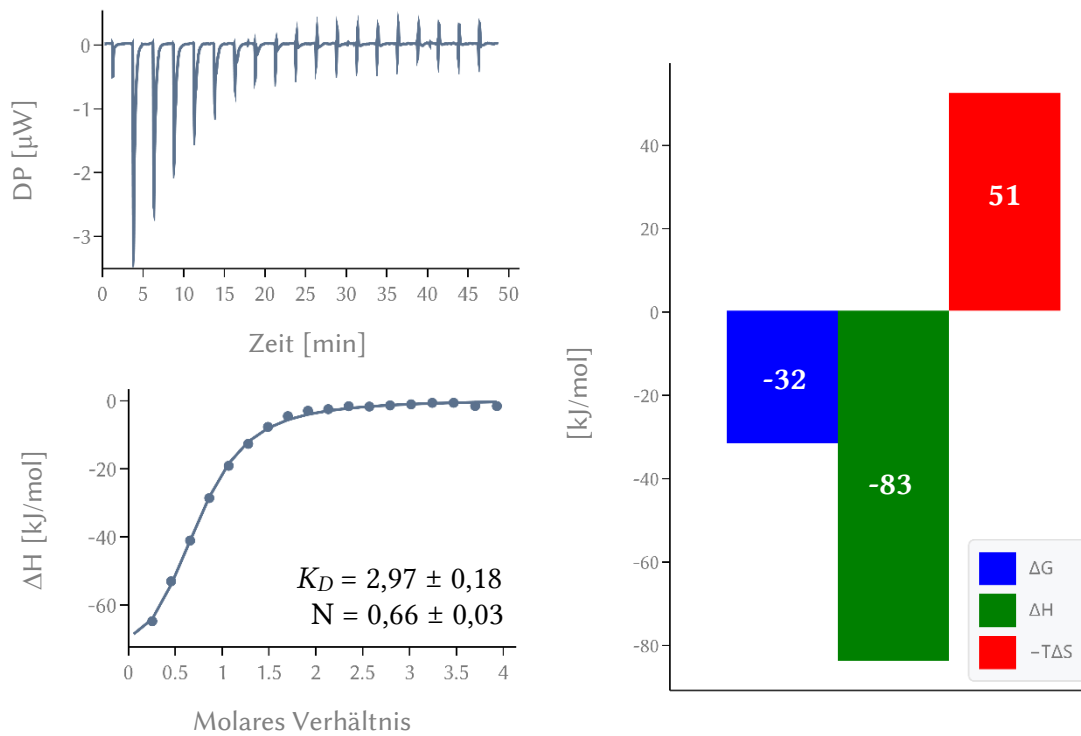 0
-1
-2
-3
DP [µW]
0 5 10 15 20 25 30 35 40 45 50
Zeit [min]
0
-20
-40
-60
ΔH [kJ/mol]
K_D = 2,97 ± 0,18
N = 0,66 ± 0,03
0 0.5 1 1.5 2 2.5 3 3.5 4
Molares Verhältnis
40
20
0
-20
-40
-60
-80
[kJ/mol]
51
-32
-83
ΔG
ΔH
−TΔS